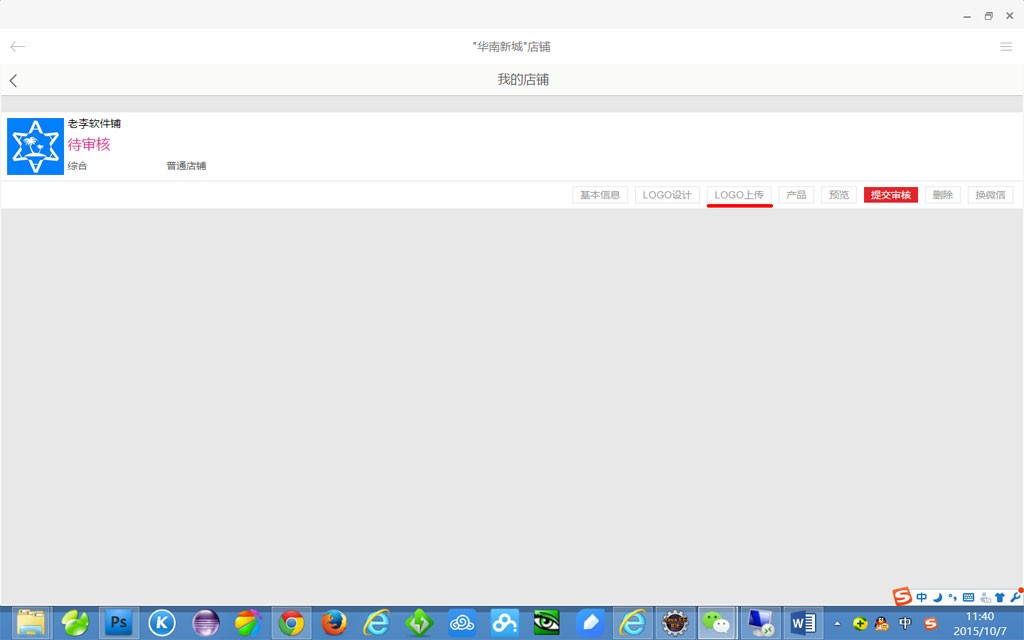 "华南新城"店铺
我的店铺
老李软件铺
待审核
综合 普通店铺
基本信息 LOGO设计 LOGO上传 产品 预览 提交审核 删除 换微信
中
Ps K W 中
11:40
2015/10/7